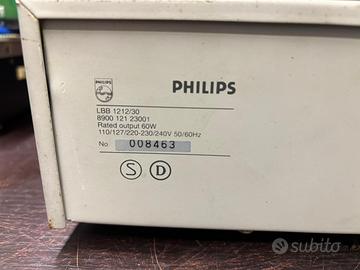 PHILIPS
PHILIPS
LBB 1212/30
8900 121 23001
Rated output 60W
110/127/220-230/240V 50/60Hz
No 008463
S D
subito